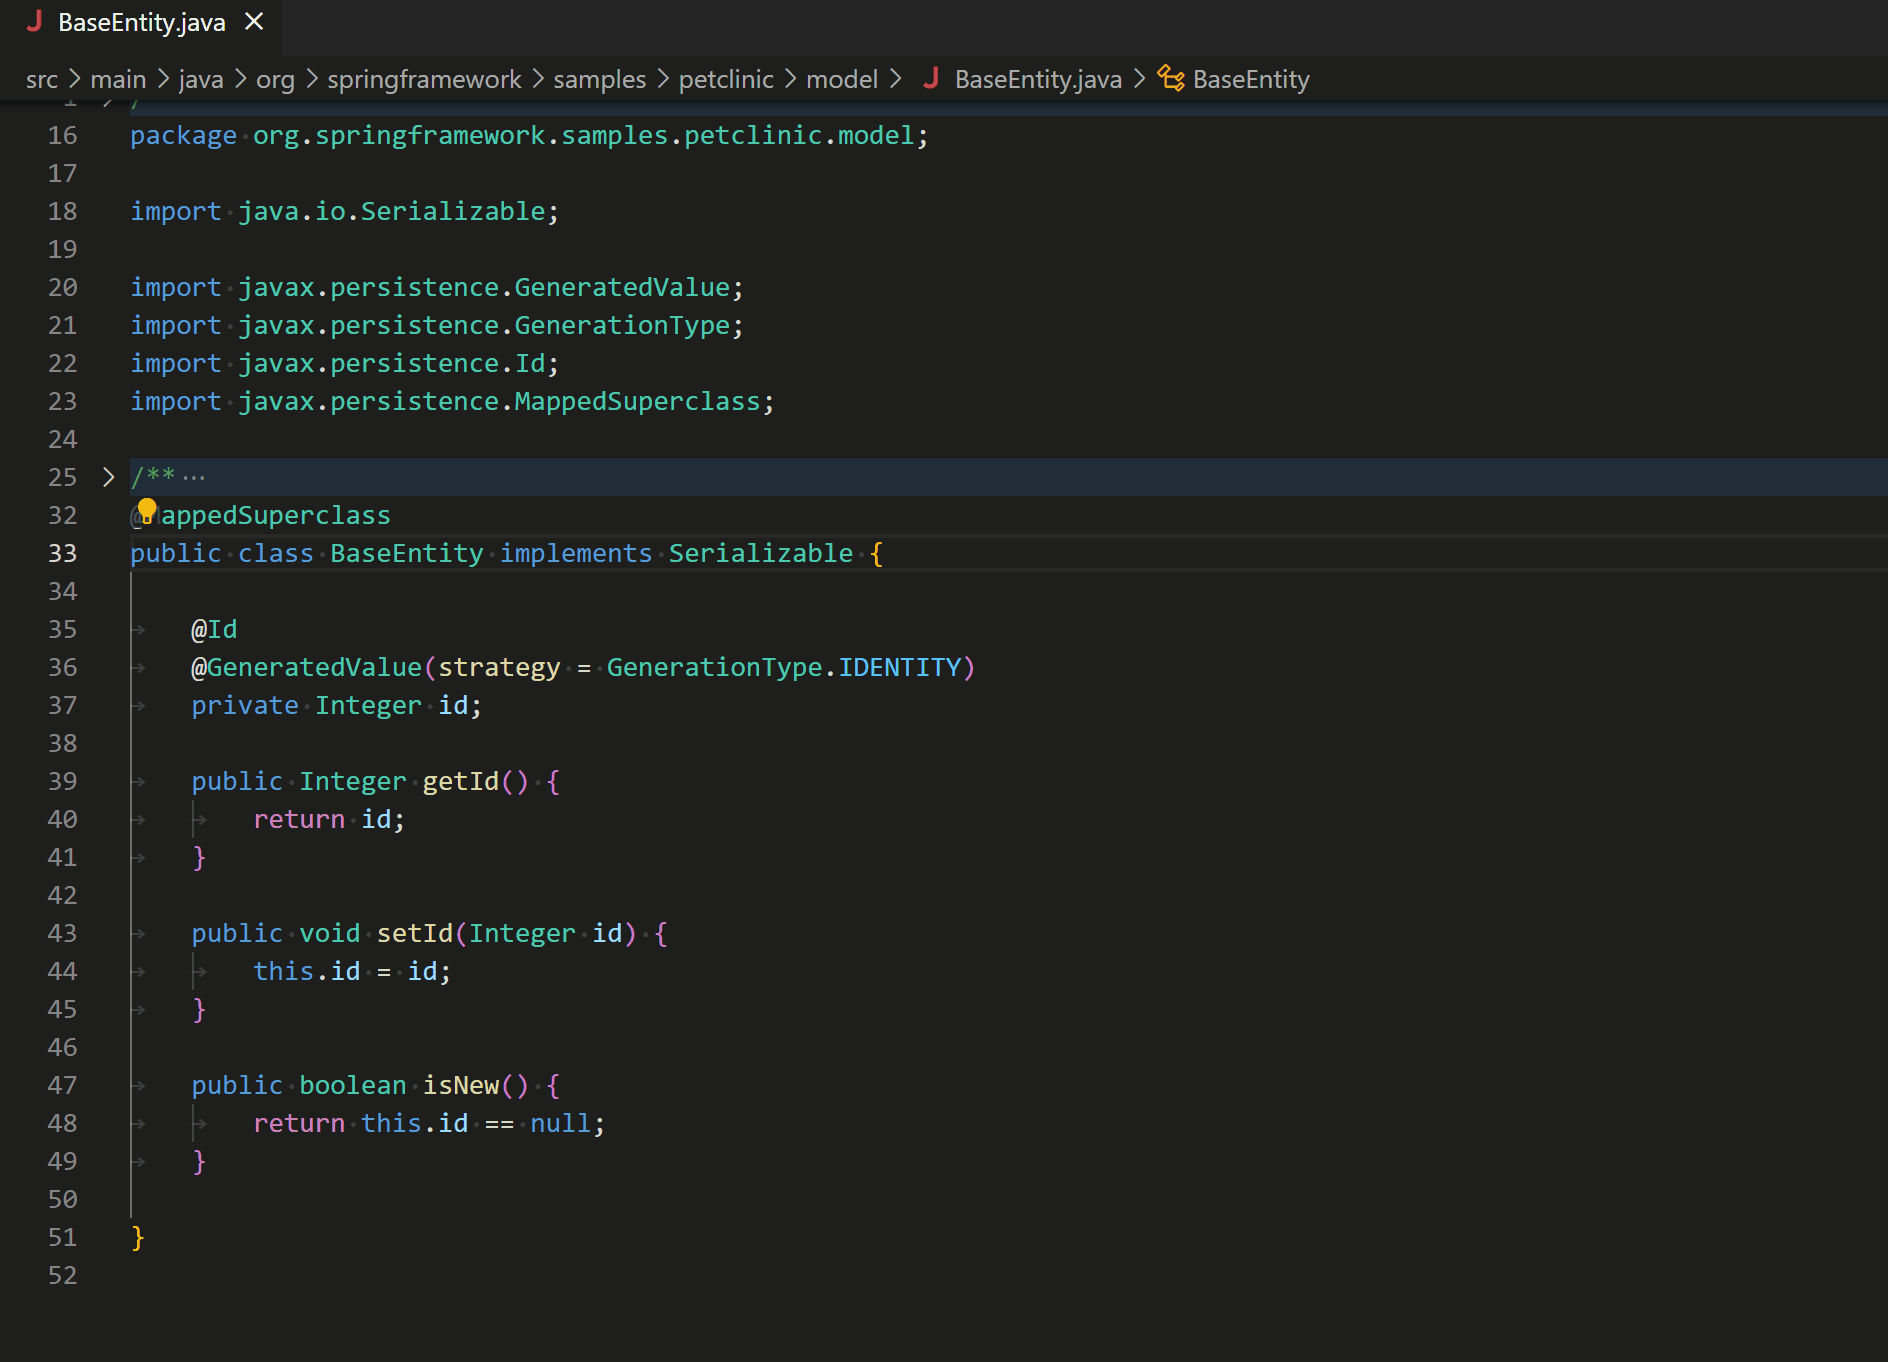 BaseEntity.java
src > main > java > org > springframework > samples > petclinic > model > BaseEntity.java > BaseEntity
16 package org.springframework.samples.petclinic.model;
17
18 import java.io.Serializable;
19
20 import javax.persistence.GeneratedValue;
21 import javax.persistence.GenerationType;
22 import javax.persistence.Id;
23 import javax.persistence.MappedSuperclass;
24
25 /** ...
32 @MappedSuperclass
33 public class BaseEntity implements Serializable {
34
35 @Id
36 @GeneratedValue(strategy = GenerationType.IDENTITY)
37 private Integer id;
38
39 public Integer getId() {
40 return id;
41 }
42
43 public void setId(Integer id) {
44 this.id = id;
45 }
46
47 public boolean isNew() {
48 return this.id == null;
49 }
50
51 }
52